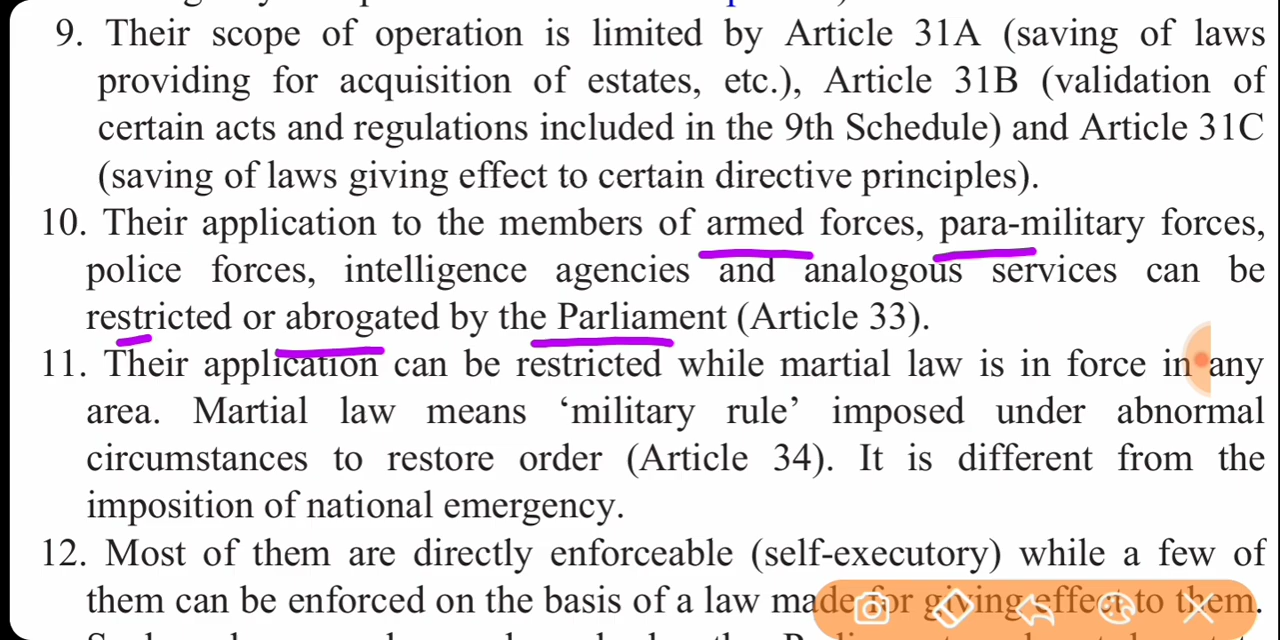 9. Their scope of operation is limited by Article 31A (saving of laws
providing for acquisition of estates, etc.), Article 31B (validation of
certain acts and regulations included in the 9th Schedule) and Article 31C
(saving of laws giving effect to certain directive principles).
10. Their application to the members of armed forces, para-military forces,
police forces, intelligence agencies and analogous services can be
restricted or abrogated by the Parliament (Article 33).
11. Their application can be restricted while martial law is in force in any
area. Martial law means ‘military rule’ imposed under abnormal
circumstances to restore order (Article 34). It is different from the
imposition of national emergency.
12. Most of them are directly enforceable (self-executory) while a few of
them can be enforced on the basis of a law made for giving effect to them.